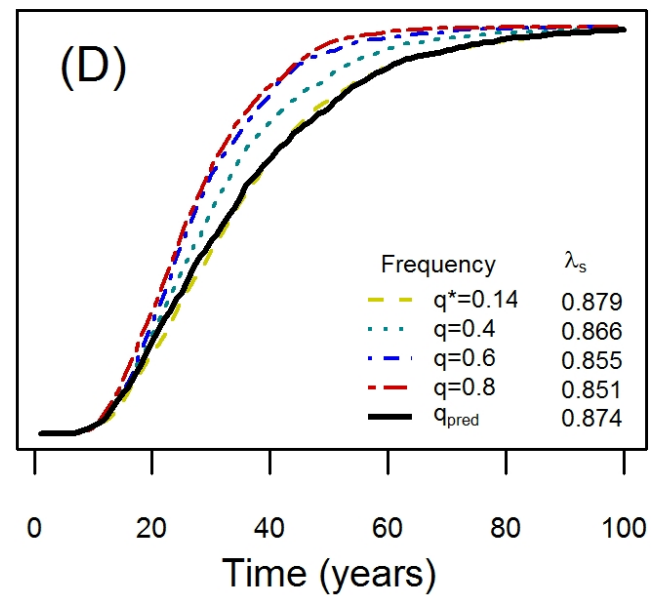 (D)
Frequency λs
q*=0.14 0.879
q=0.4 0.866
q=0.6 0.855
q=0.8 0.851
qpred 0.874
0 20 40 60 80 100
Time (years)